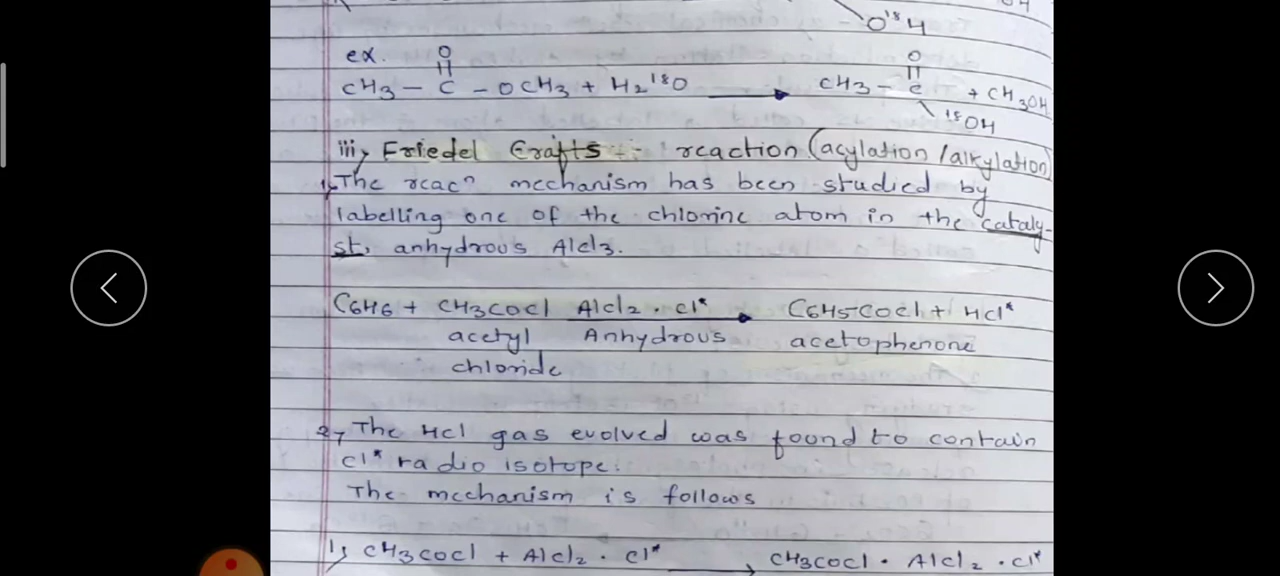 O¹⁸H
ex. O
||
CH3 – C – OCH3 + H2¹⁸O → CH3 – C + CH3OH
O
||
¹⁸OH
iii, Friedel Crafts :- reaction (acylation/alkylation)
1, The reacⁿ mechanism has been studied by
labelling one of the chlorine atom in the cataly-
st, anhydrous AlCl3.
C6H6 + CH3COCl AlCl2 · Cl* → C6H5COCl + HCl*
acetyl Anhydrous acetophenone
chloride
2, The HCl gas evolved was found to contain
Cl* radio isotope.
The mechanism is follows
1, CH3COCl + AlCl2 · Cl* → CH3COCl · AlCl2 · Cl*